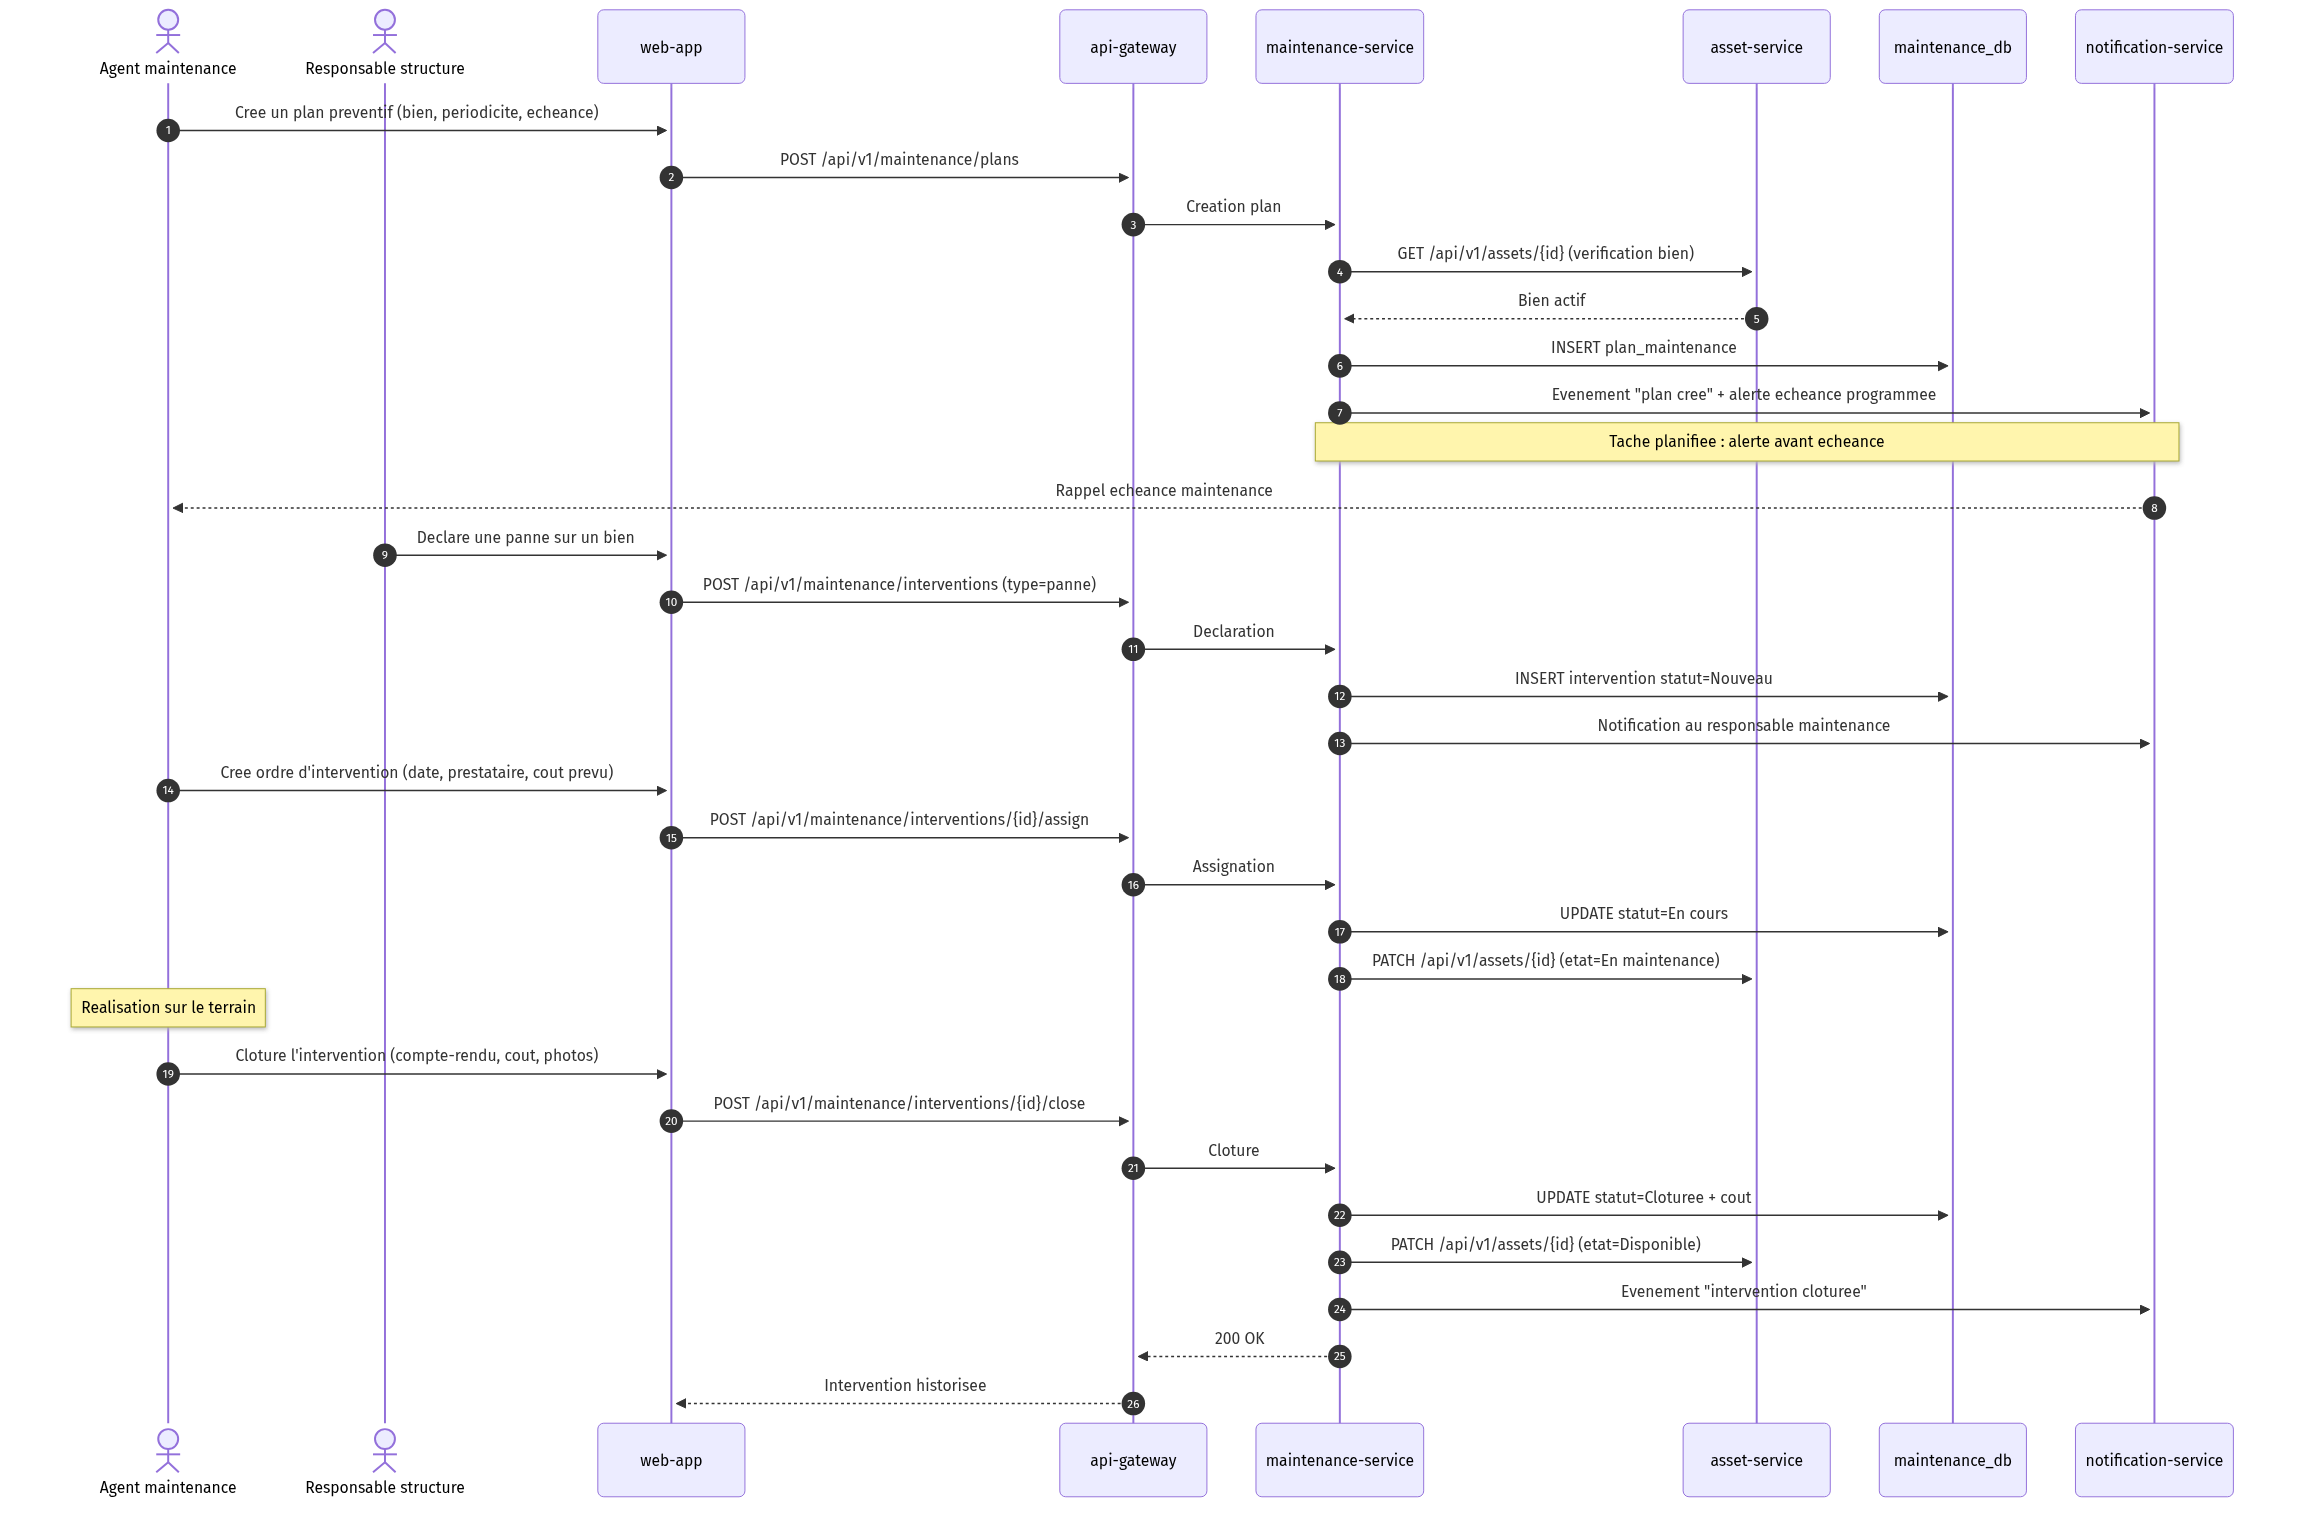 Agent maintenance
Responsable structure
web-app
api-gateway
maintenance-service
asset-service
maintenance_db
notification-service
Cree un plan preventif (bien, periodicite, echeance)
1
POST /api/v1/maintenance/plans
2
Creation plan
3
GET /api/v1/assets/{id} (verification bien)
4
Bien actif
5
INSERT plan_maintenance
6
Evenement "plan cree" + alerte echeance programmee
7
Tache planifiee : alerte avant echeance
Rappel echeance maintenance
8
Declare une panne sur un bien
9
POST /api/v1/maintenance/interventions (type=panne)
10
Declaration
11
INSERT intervention statut=Nouveau
12
Notification au responsable maintenance
13
Cree ordre d'intervention (date, prestataire, cout prevu)
14
POST /api/v1/maintenance/interventions/{id}/assign
15
Assignation
16
UPDATE statut=En cours
17
PATCH /api/v1/assets/{id} (etat=En maintenance)
18
Realisation sur le terrain
Cloture l'intervention (compte-rendu, cout, photos)
19
POST /api/v1/maintenance/interventions/{id}/close
20
Cloture
21
UPDATE statut=Cloturee + cout
22
PATCH /api/v1/assets/{id} (etat=Disponible)
23
Evenement "intervention cloturee"
24
200 OK
25
Intervention historisee
26
Agent maintenance
Responsable structure
web-app
api-gateway
maintenance-service
asset-service
maintenance_db
notification-service